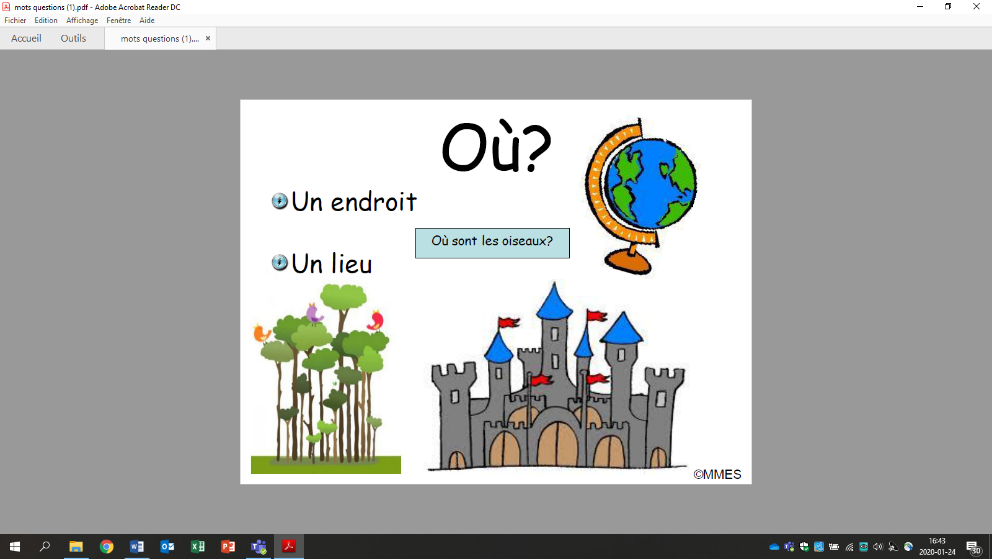 mots questions (1).pdf - Adobe Acrobat Reader DC
Fichier Edition Affichage Fenêtre Aide
Accueil Outils mots questions (1).... ×
Où?
Un endroit
Où sont les oiseaux?
Un lieu
©MMES
16:43
2020-01-24
30